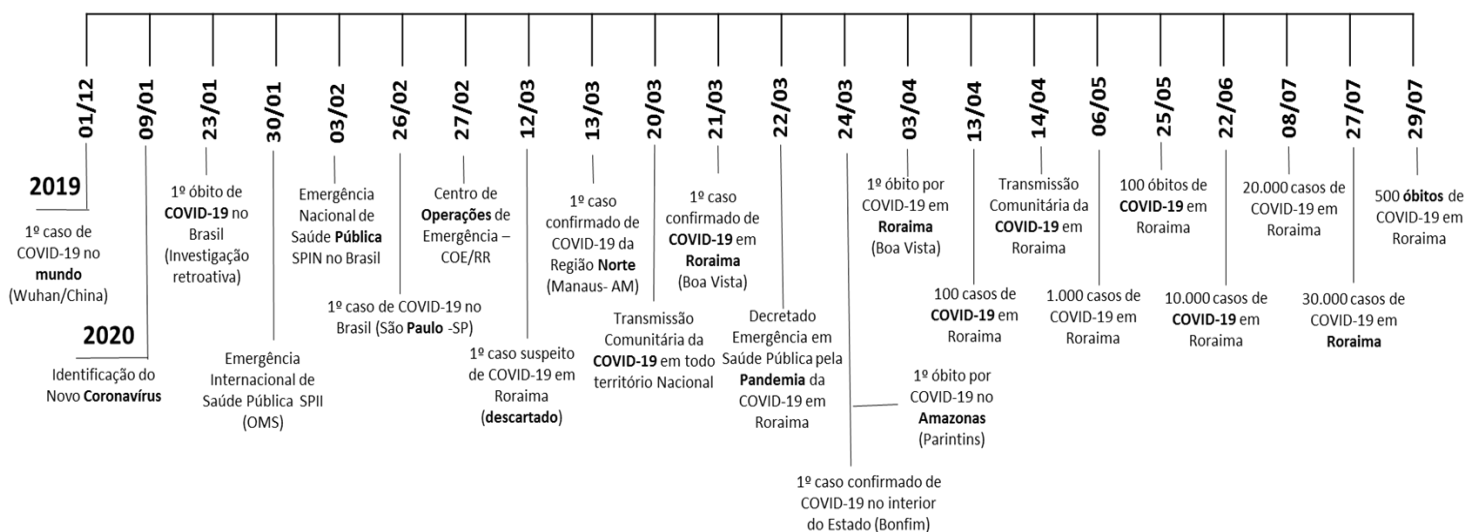 01/12
09/01
23/01
30/01
03/02
26/02
27/02
12/03
13/03
20/03
21/03
22/03
24/03
03/04
13/04
14/04
06/05
25/05
22/06
08/07
27/07
29/07
2019
1º caso de
COVID-19 no
mundo
(Wuhan/China)
2020
Identificação do
Novo Coronavírus
1º óbito de
COVID-19 no
Brasil
(Investigação
retroativa)
Emergência
Internacional de
Saúde Pública SPII
(OMS)
Emergência
Nacional de
Saúde Pública
SPIN no Brasil
1º caso de COVID-19 no
Brasil (São Paulo -SP)
Centro de
Operações de
Emergência –
COE/RR
1º caso suspeito
de COVID-19 em
Roraima
(descartado)
1º caso
confirmado de
COVID-19 da
Região Norte
(Manaus- AM)
Transmissão
Comunitária da
COVID-19 em todo
território Nacional
1º caso
confirmado de
COVID-19 em
Roraima
(Boa Vista)
Decretado
Emergência em
Saúde Pública pela
Pandemia da
COVID-19 em
Roraima
1º caso confirmado de
COVID-19 no interior
do Estado (Bonfim)
1º óbito por
COVID-19 no
Amazonas
(Parintins)
1º óbito por
COVID-19 em
Roraima
(Boa Vista)
100 casos de
COVID-19 em
Roraima
Transmissão
Comunitária da
COVID-19 em
Roraima
1.000 casos de
COVID-19 em
Roraima
100 óbitos de
COVID-19 em
Roraima
10.000 casos de
COVID-19 em
Roraima
20.000 casos de
COVID-19 em
Roraima
30.000 casos de
COVID-19 em
Roraima
500 óbitos de
COVID-19 em
Roraima